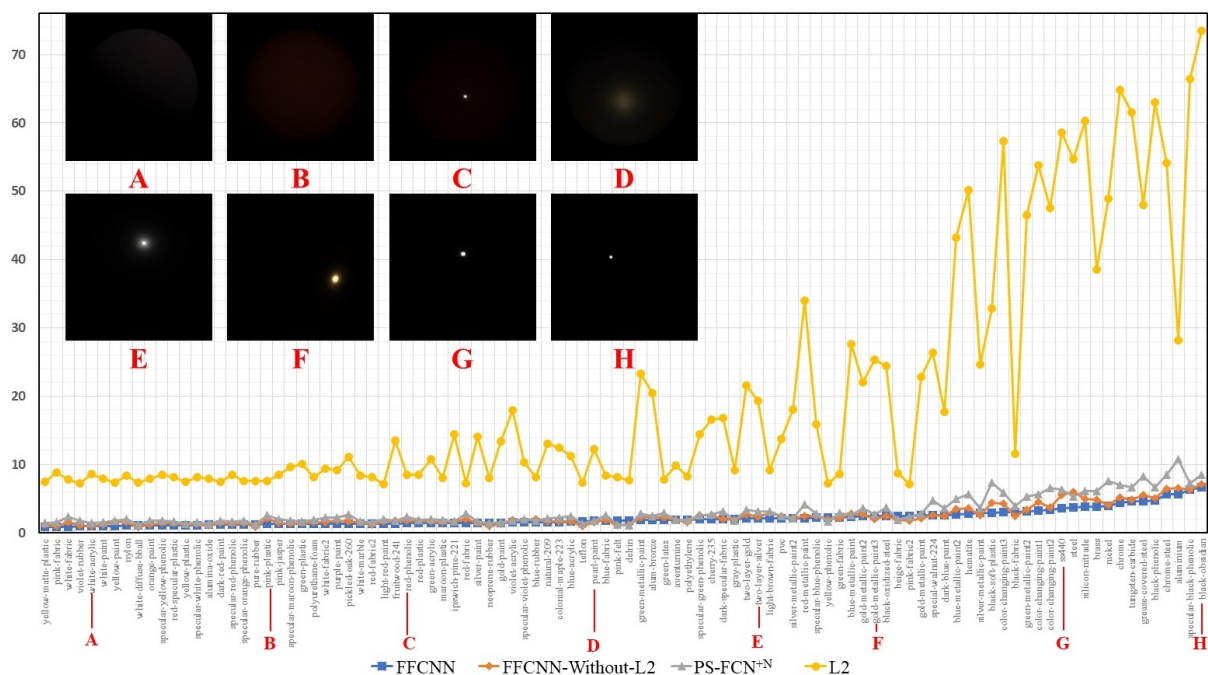 70
60
50
40
30
20
10
0
A
B
C
D
E
F
G
H
yellow-matte-plastic
pink-fabric
white-fabric
violet-rubber
white-acrylic
white-paint
yellow-paint
nylon
white-diffuse-bball
orange-paint
specular-yellow-phenolic
red-specular-plastic
yellow-plastic
specular-white-phenolic
alumina-oxide
dark-red-paint
specular-red-phenolic
specular-orange-phenolic
pure-rubber
pink-plastic
pink-jasper
specular-maroon-phenolic
green-plastic
polyurethane-foam
white-fabric2
purple-paint
pickled-oak-260
white-marble
red-fabric2
light-red-paint
fruitwood-241
red-phenolic
red-plastic
green-acrylic
maroon-plastic
ipswich-pine-221
red-fabric
silver-paint
neoprene-rubber
gold-paint
violet-acrylic
specular-violet-phenolic
blue-rubber
natural-209
colonial-maple-223
blue-acrylic
teflon
pearl-paint
blue-fabric
pink-felt
delrin
green-metallic-paint
alum-bronze
green-latex
aventurnine
polyethylene
specular-green-phenolic
cherry-235
dark-specular-fabric
gray-plastic
two-layer-gold
two-layer-silver
light-brown-fabric
pvc
silver-metallic-paint2
red-metallic-paint
specular-blue-phenolic
yellow-phenolic
green-fabric
blue-metallic-paint
gold-metallic-paint2
gold-metallic-paint3
black-oxidized-steel
beige-fabric
pink-fabric2
gold-metallic-paint
special-walnut-224
dark-blue-paint
blue-metallic-paint2
hematite
silver-metallic-paint
black-soft-plastic
color-changing-paint3
black-fabric
green-metallic-paint2
color-changing-paint1
color-changing-paint2
ss440
steel
silicon-nitrade
brass
nickel
chrome
tungsten-carbide
grease-covered-steel
black-phenolic
chrome-steel
aluminium
specular-black-phenolic
black-obsidian
A
B
C
D
E
F
G
H
FFCNN
FFCNN-Without-L2
PS-FCN+N
L2